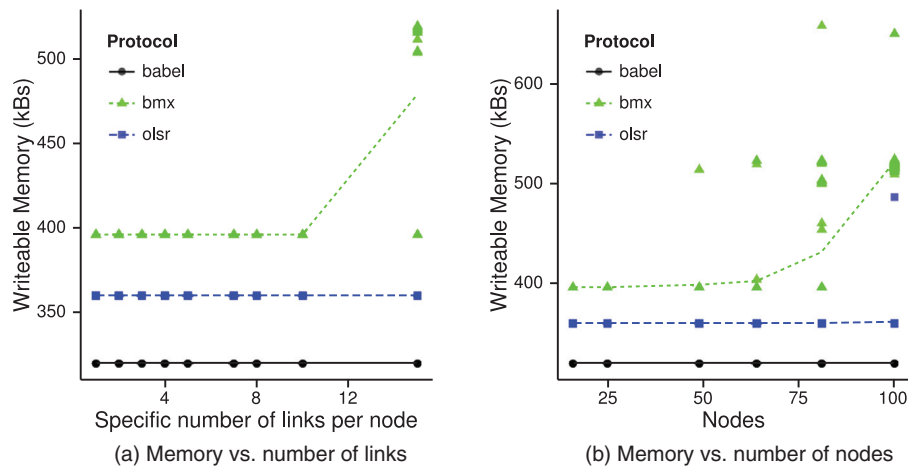 Protocol
babel
bmx
olsr
500
450
400
350
Writeable Memory (kBs)
4
8
12
Specific number of links per node
(a) Memory vs. number of links
Protocol
babel
bmx
olsr
600
500
400
Writeable Memory (kBs)
25
50
75
100
Nodes
(b) Memory vs. number of nodes